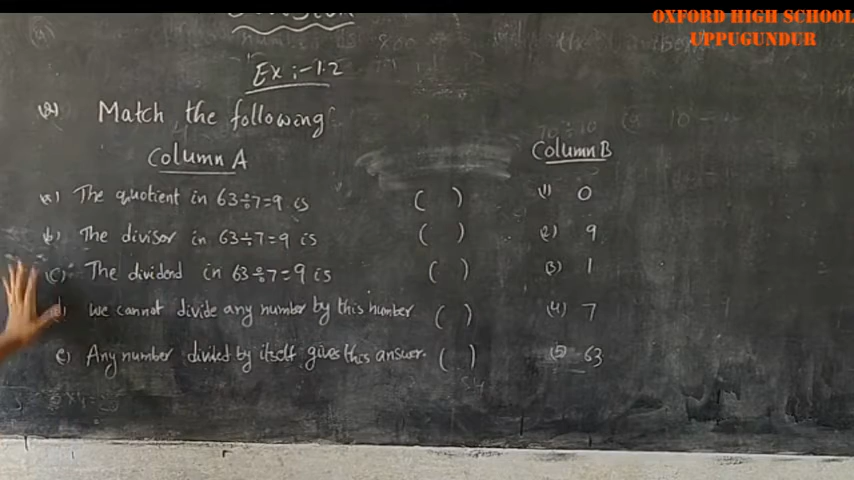 OXFORD HIGH SCHOOL
UPPUGUNDUR
Division
Ex:-1.2
Match the following
Column A
Column B
(a) The quotient in 63÷7=9 is ( ) (1) 0
(b) The divisor in 63÷7=9 is ( ) (2) 9
(c) The dividend in 63÷7=9 is ( ) (3) 1
d) We cannot divide any number by this number ( ) (4) 7
e) Any number divided by itself gives this answer. ( ) (5) 63